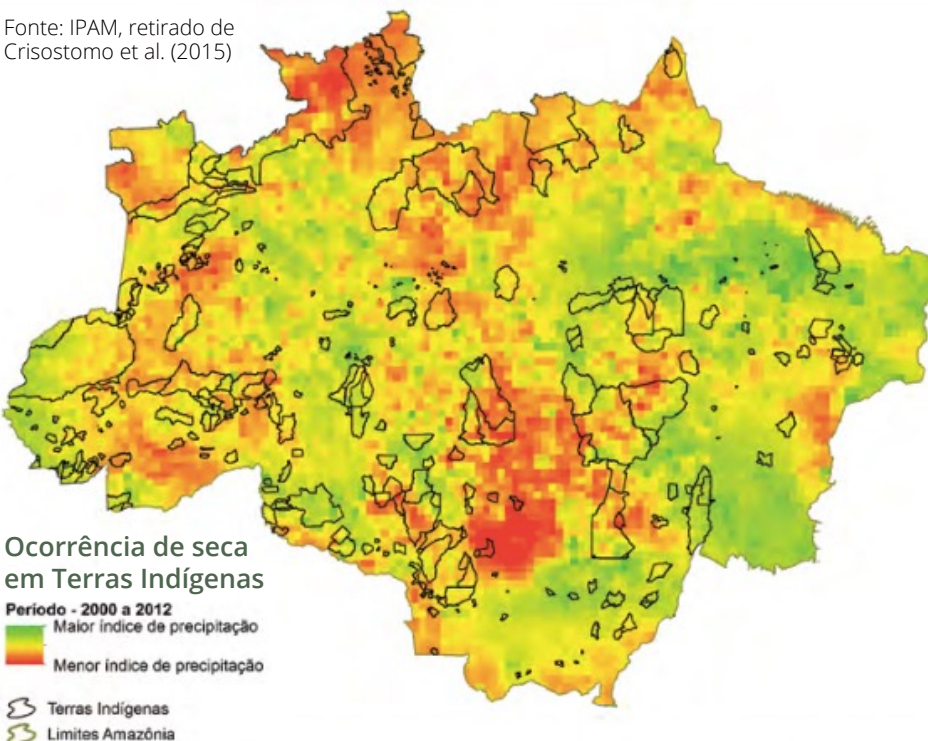 Fonte: IPAM, retirado de
Crisostomo et al. (2015)
Ocorrência de seca
em Terras Indígenas
Período - 2000 a 2012
Maior índice de precipitação
Menor índice de precipitação
Terras Indígenas
Limites Amazônia